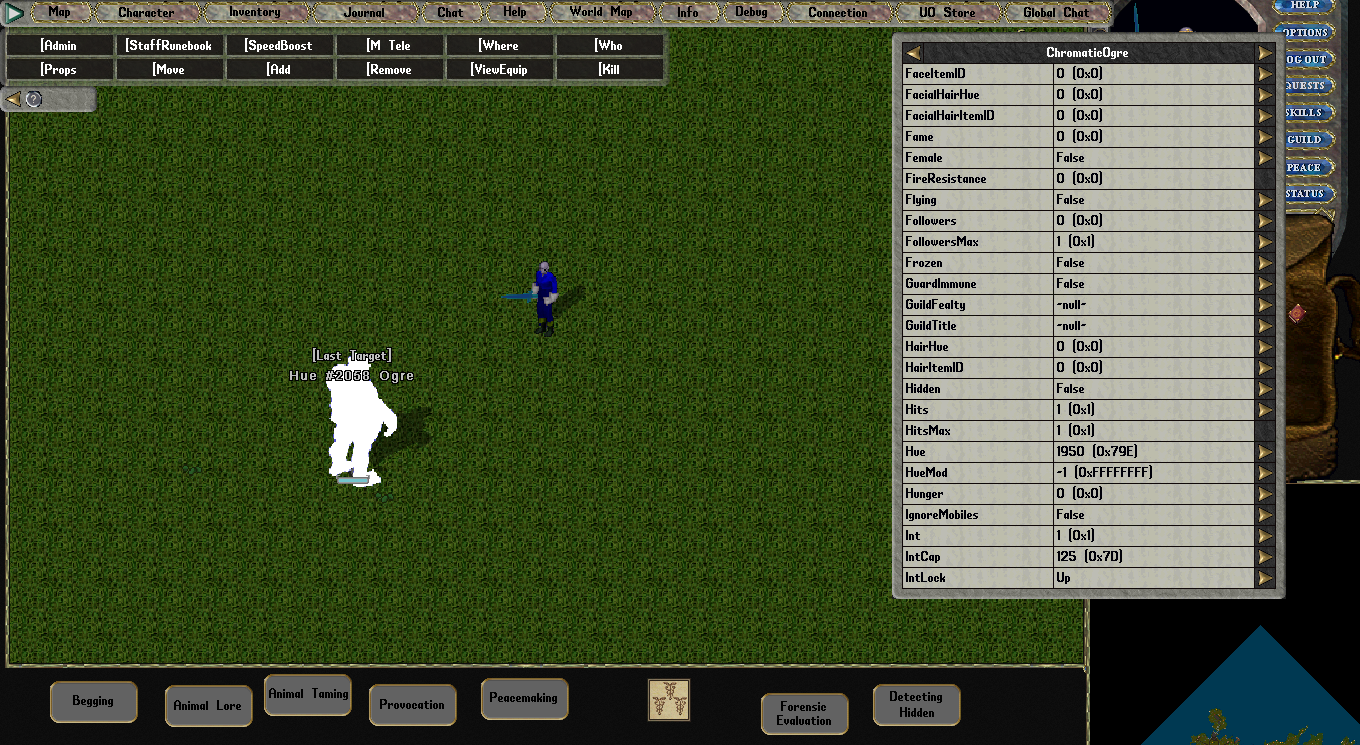 Map Character Inventory Journal Chat Help World Map Info Debug Connection UO Store Global Chat
[Admin [StaffRunebook [SpeedBoost [M Tele [Where [Who
[Props [Move [Add [Remove [ViewEquip [Kill
?
HELP
OPTIONS
LOG OUT
QUESTS
SKILLS
GUILD
PEACE
STATUS
ChromaticOgre
FaceItemID 0 (0x0)
FacialHairHue 0 (0x0)
FacialHairItemID 0 (0x0)
Fame 0 (0x0)
Female False
FireResistance 0 (0x0)
Flying False
Followers 0 (0x0)
FollowersMax 1 (0x1)
Frozen False
GuardImmune False
GuildFealty -null-
GuildTitle -null-
HairHue 0 (0x0)
HairItemID 0 (0x0)
Hidden False
Hits 1 (0x1)
HitsMax 1 (0x1)
Hue 1950 (0x79E)
HueMod -1 (0xFFFFFFFF)
Hunger 0 (0x0)
IgnoreMobiles False
Int 1 (0x1)
IntCap 125 (0x7D)
IntLock Up
[Last Target]
Hue #2058 Ogre
Begging
Animal Lore
Animal Taming
Provocation
Peacemaking
Forensic
Evaluation
Detecting
Hidden